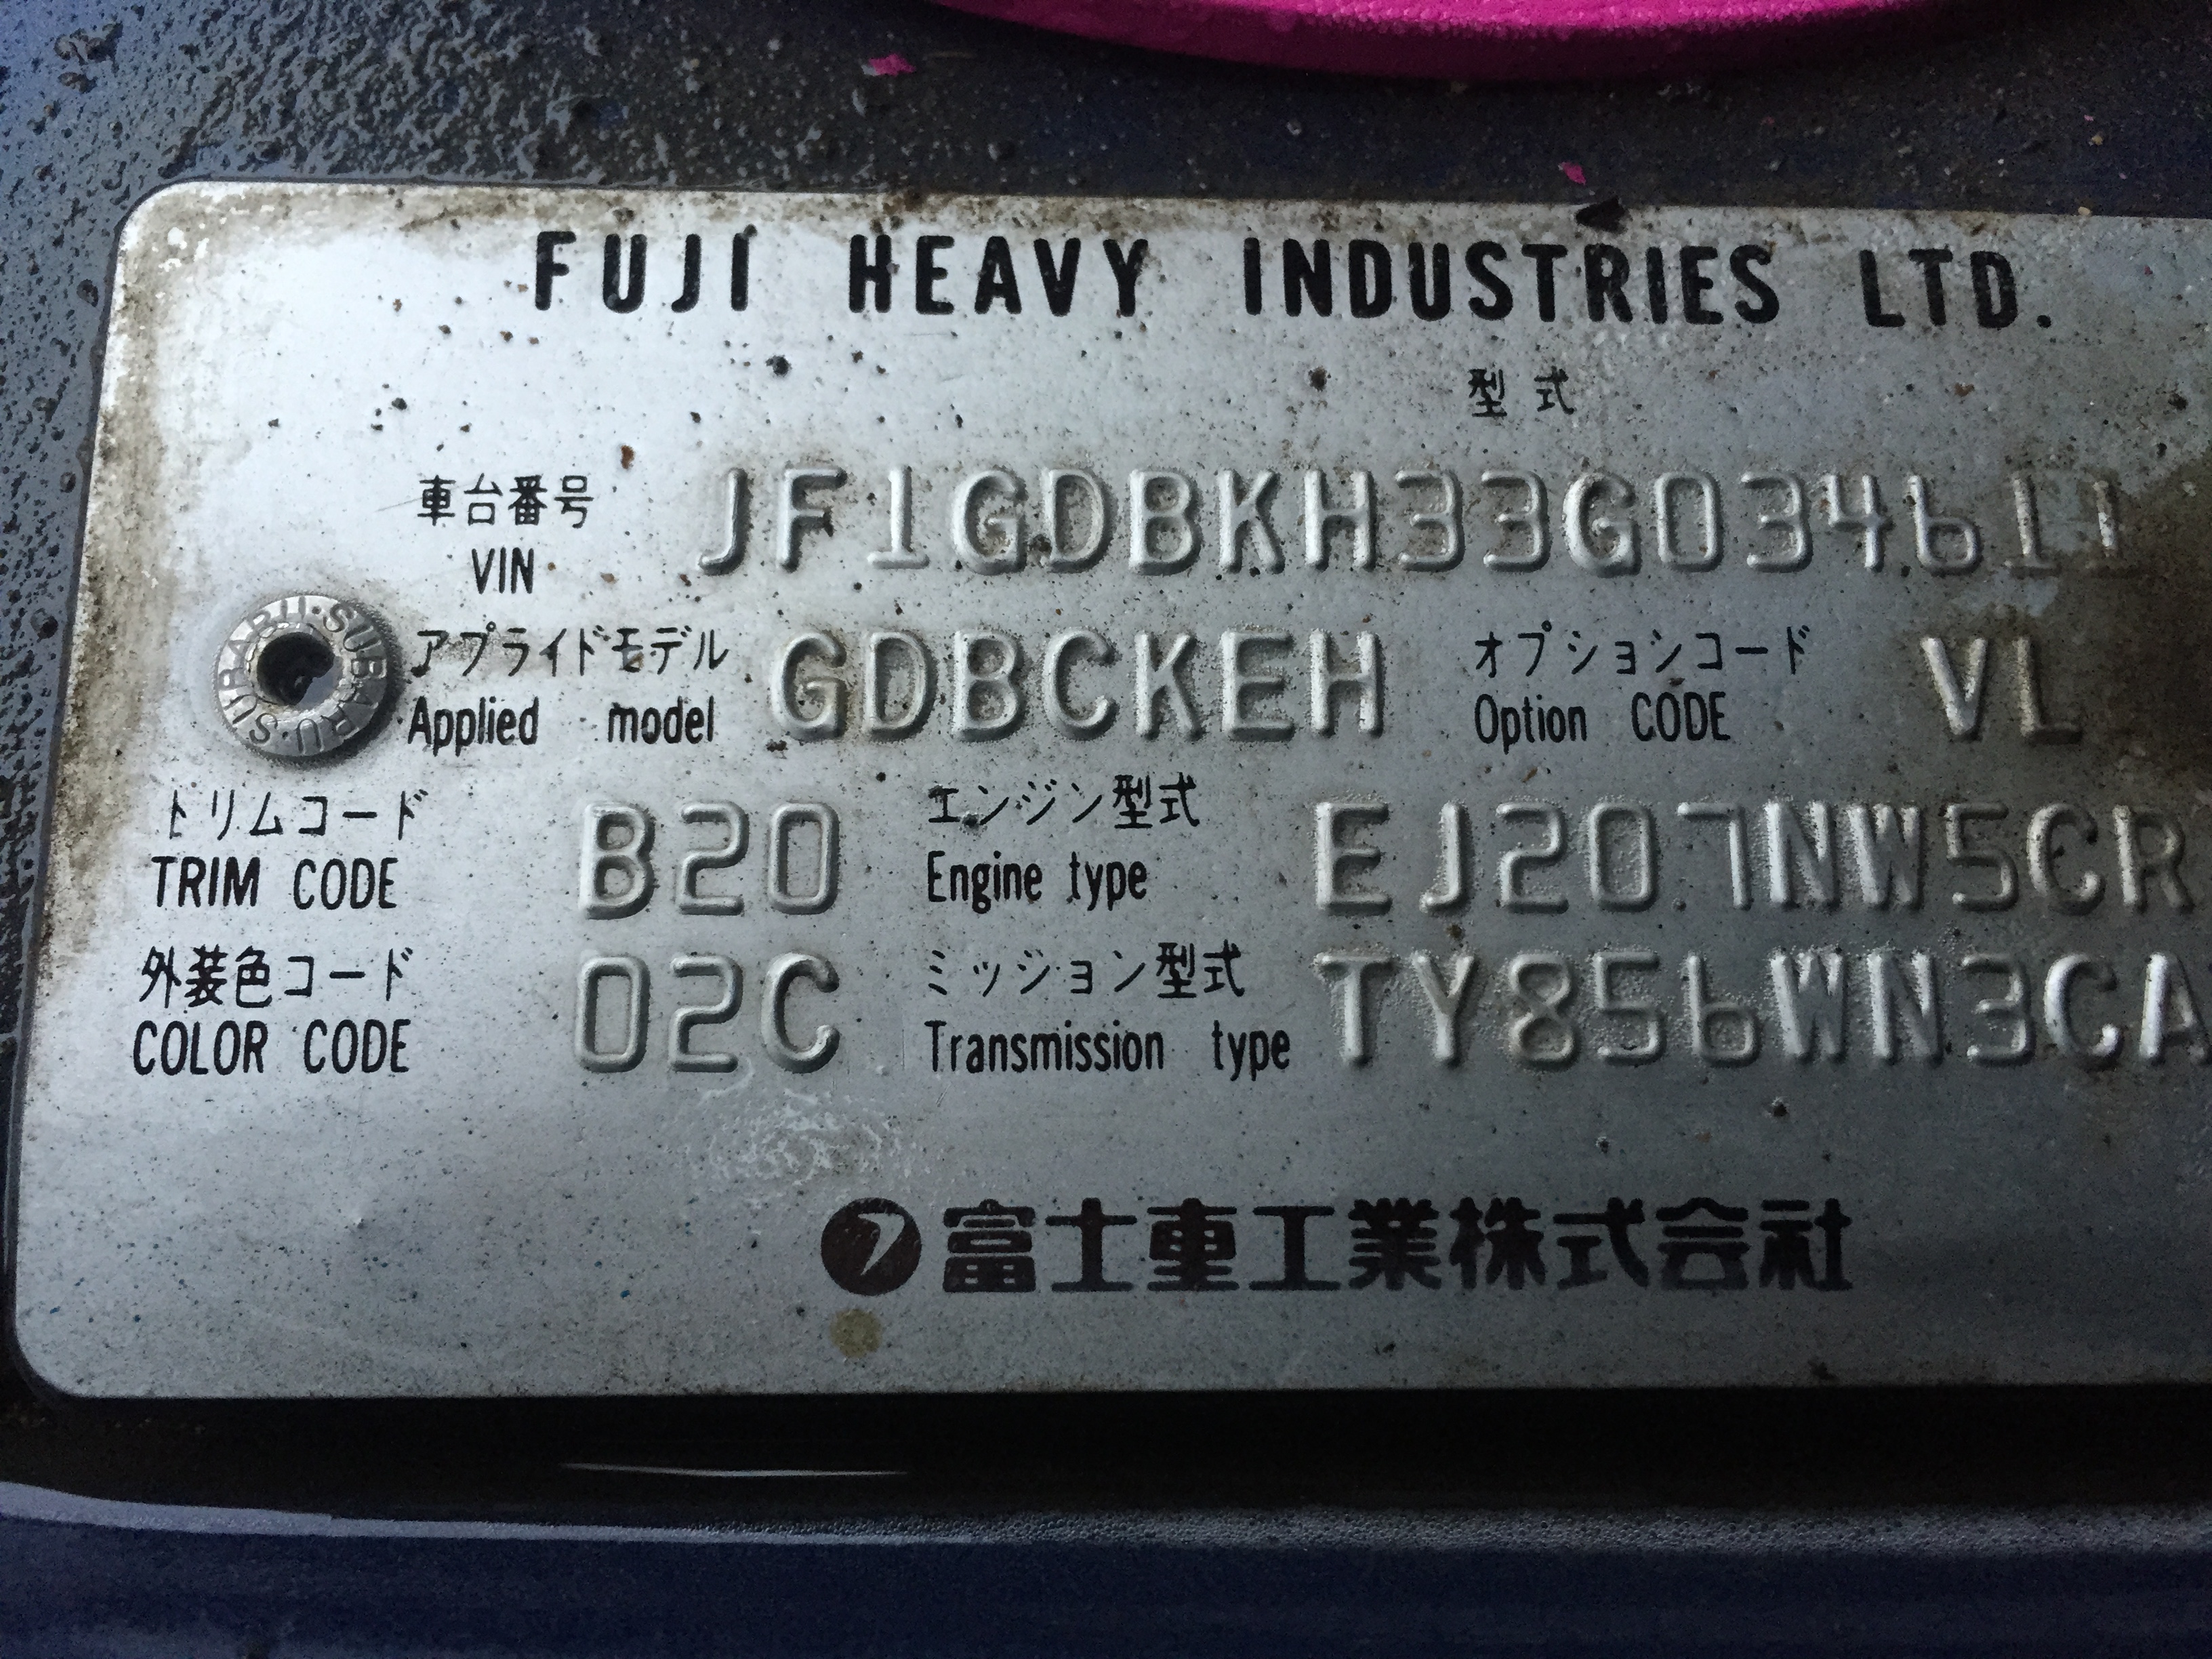 FUJI HEAVY INDUSTRIES LTD.
型式
車台番号
VIN JF1GDBKH33G034611
アプライドモデル オプションコード
Applied model GDBCKEH Option CODE VL
トリムコード エンジン型式
TRIM CODE B20 Engine type EJ207NW5CR
外装色コード ミッション型式
COLOR CODE 02C Transmission type TY856WN3CA
富士重工業株式会社
SUBARU・SUBARU・SUBARU